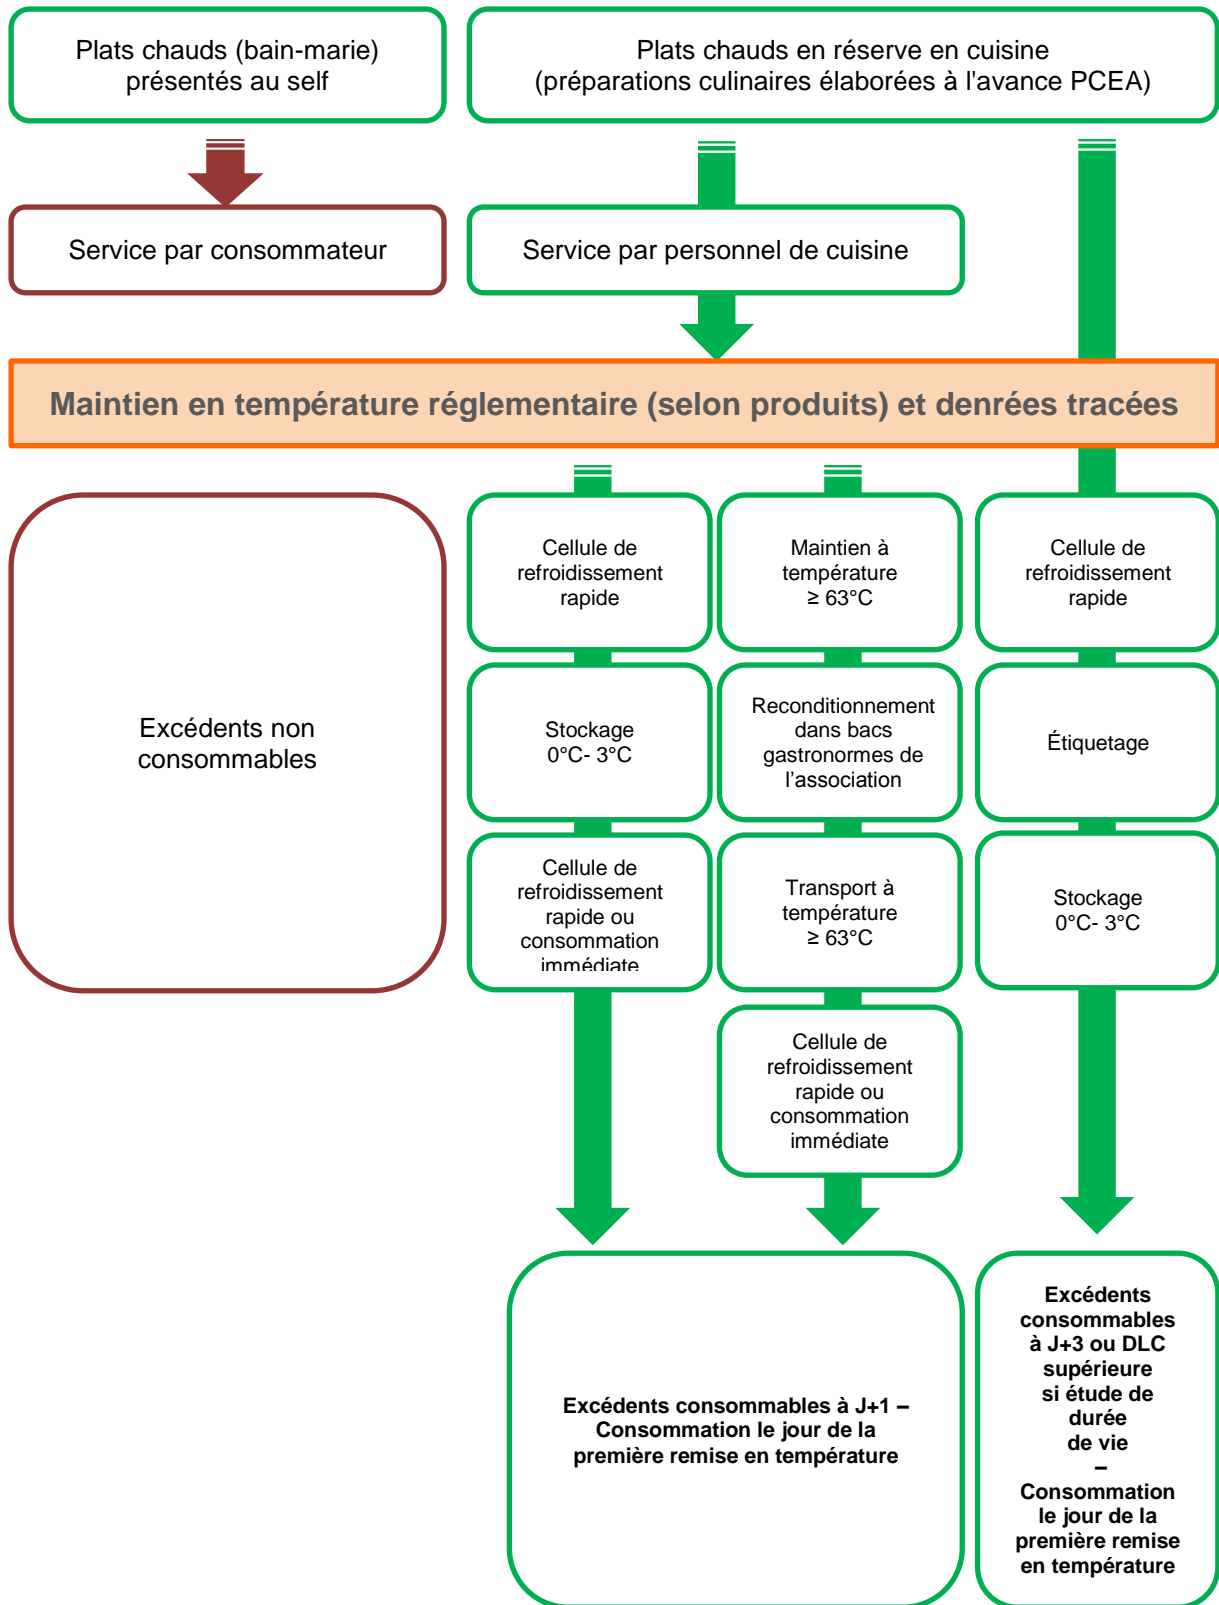 Plats chauds (bain-marie)
présentés au self
Plats chauds en réserve en cuisine
(préparations culinaires élaborées à l'avance PCEA)
Service par consommateur
Service par personnel de cuisine
Maintien en température réglementaire (selon produits) et denrées tracées
Excédents non
consommables
Cellule de
refroidissement
rapide
Maintien à
température
≥ 63°C
Cellule de
refroidissement
rapide
Stockage
0°C- 3°C
Reconditionnement
dans bacs
gastronormes de
l’association
Étiquetage
Cellule de
refroidissement
rapide ou
consommation
immédiate
Transport à
température
≥ 63°C
Stockage
0°C- 3°C
Cellule de
refroidissement
rapide ou
consommation
immédiate
Excédents consommables à J+1 –
Consommation le jour de la
première remise en température
Excédents
consommables
à J+3 ou DLC
supérieure
si étude de
durée
de vie
–
Consommation
le jour de la
première remise
en température